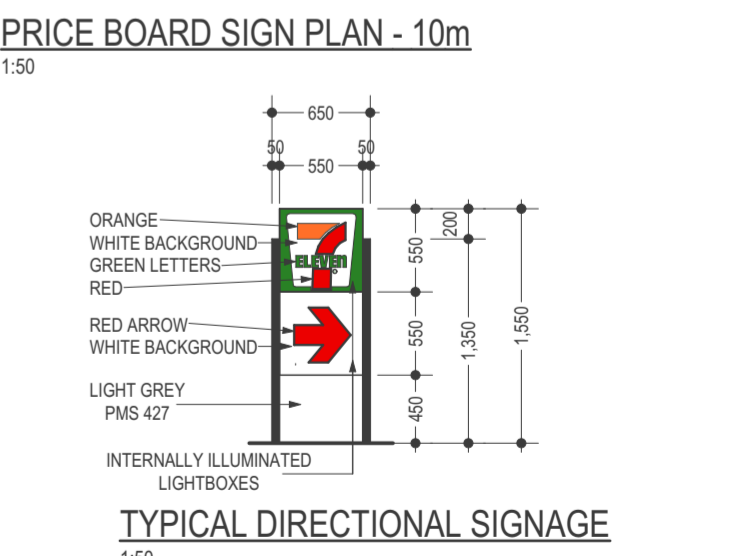 PRICE BOARD SIGN PLAN - 10m
1:50
650
50
50
550
ORANGE
WHITE BACKGROUND
GREEN LETTERS
RED
ELEVEn
RED ARROW
WHITE BACKGROUND
LIGHT GREY
PMS 427
INTERNALLY ILLUMINATED
LIGHTBOXES
200
550
550
450
1,350
1,550
TYPICAL DIRECTIONAL SIGNAGE
1:50